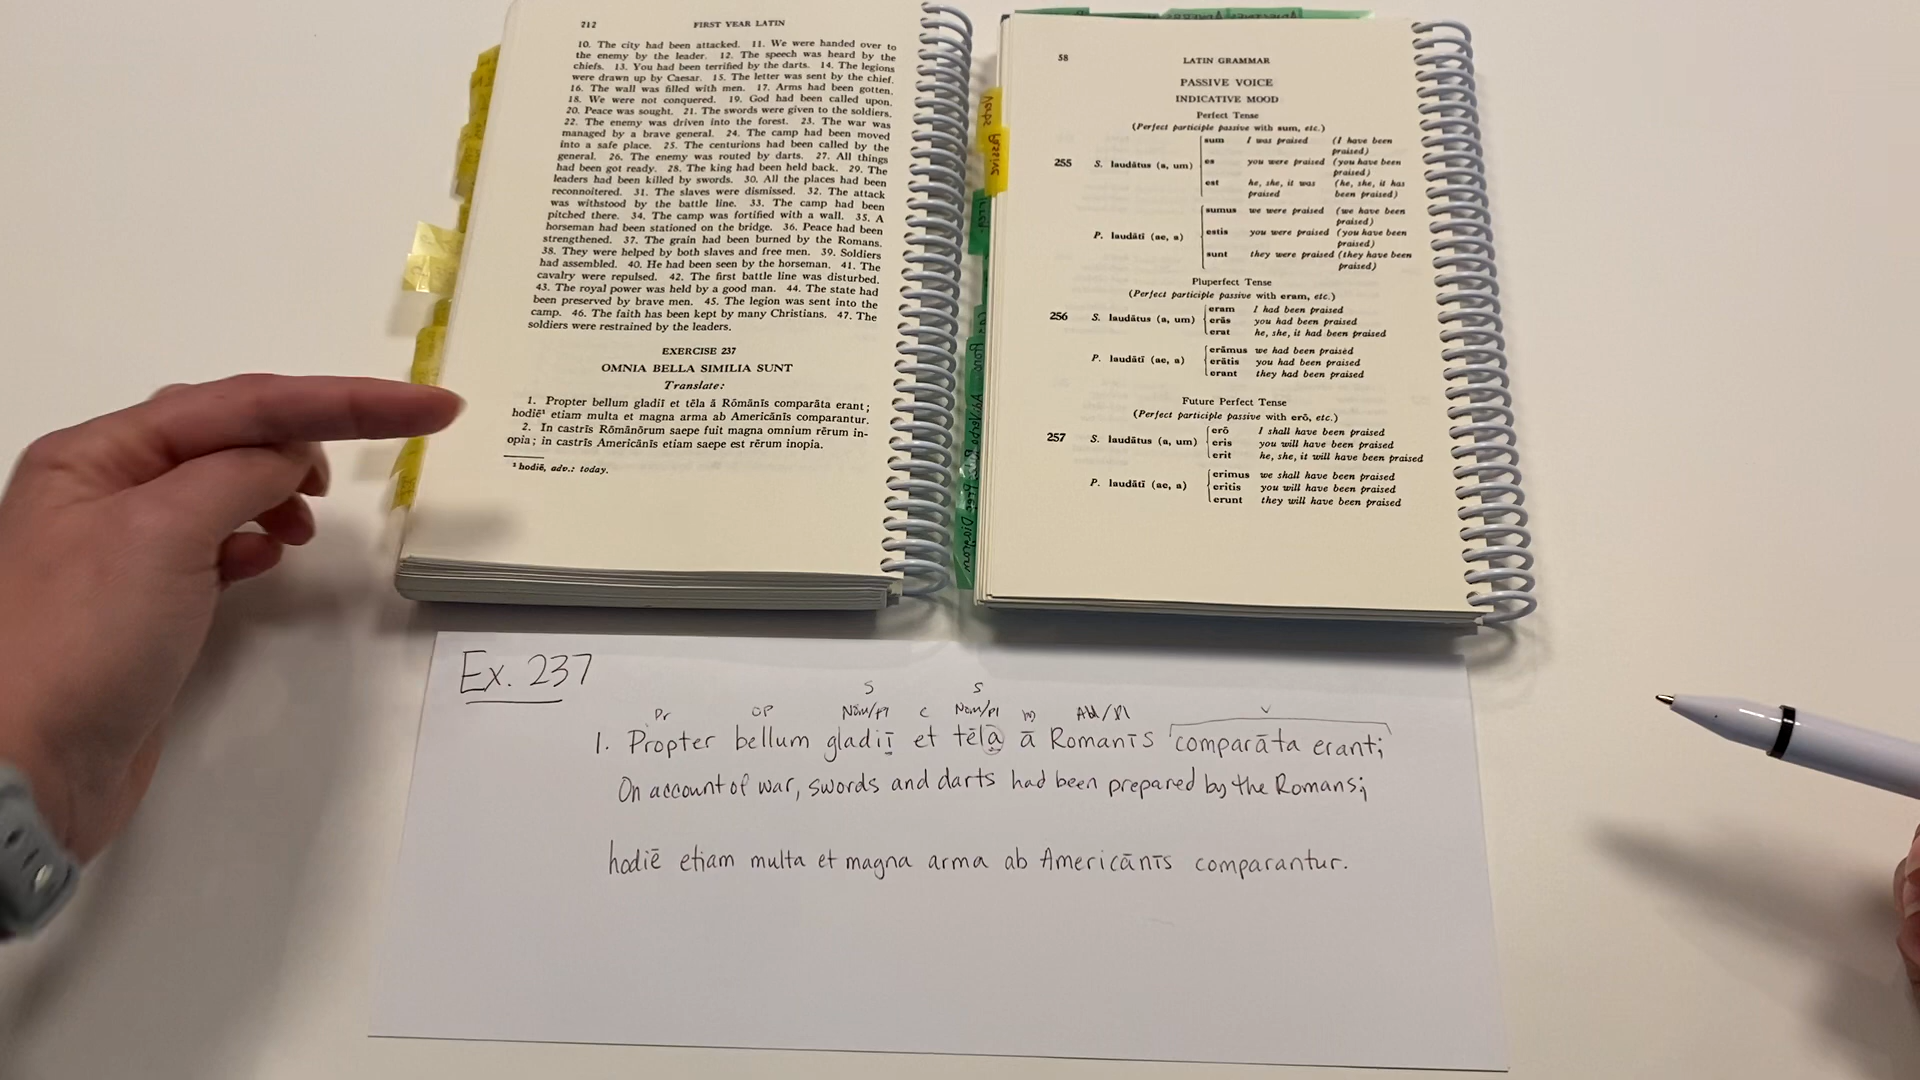 212 FIRST YEAR LATIN
10. The city had been attacked. 11. We were handed over to
the enemy by the leader. 12. The speech was heard by the
chiefs. 13. You had been terrified by the darts. 14. The legions
were drawn up by Caesar. 15. The letter was sent by the chief.
16. The wall was filled with men. 17. Arms had been gotten.
18. We were not conquered. 19. God had been called upon.
20. Peace was sought. 21. The swords were given to the soldiers.
22. The enemy was driven into the forest. 23. The war was
managed by a brave general. 24. The camp had been moved
into a safe place. 25. The centurions had been called by the
general. 26. The enemy was routed by darts. 27. All things
had been got ready. 28. The king had been held back. 29. The
leaders had been killed by swords. 30. All the places had been
reconnoitered. 31. The slaves were dismissed. 32. The attack
was withstood by the battle line. 33. The camp had been
pitched there. 34. The camp was fortified with a wall. 35. A
horseman had been stationed on the bridge. 36. Peace had been
strengthened. 37. The grain had been burned by the Romans.
38. They were helped by both slaves and free men. 39. Soldiers
had assembled. 40. He had been seen by the horseman. 41. The
cavalry were repulsed. 42. The first battle line was disturbed.
43. The royal power was held by a good man. 44. The state had
been preserved by brave men. 45. The legion was sent into the
camp. 46. The faith has been kept by many Christians. 47. The
soldiers were restrained by the leaders.
EXERCISE 237
OMNIA BELLA SIMILIA SUNT
Translate:
1. Propter bellum gladiī et tēla ā Rōmānīs comparāta erant;
hodiē¹ etiam multa et magna arma ab Americānīs comparantur.
2. In castrīs Rōmānōrum saepe fuit magna omnium rērum in-
opia; in castrīs Americānīs etiam saepe est rērum inopia.
¹ hodiē, adv.: today.
58 LATIN GRAMMAR
PASSIVE VOICE
INDICATIVE MOOD
Perfect Tense
(Perfect participle passive with sum, etc.)
sum I was praised (I have been
praised)
255 S. laudātus (a, um) es you were praised (you have been
praised)
est he, she, it was (he, she, it has
praised been praised)
sumus we were praised (we have been
praised)
P. laudātī (ae, a) estis you were praised (you have been
praised)
sunt they were praised (they have been
praised)
Pluperfect Tense
(Perfect participle passive with eram, etc.)
eram I had been praised
256 S. laudātus (a, um) erās you had been praised
erat he, she, it had been praised
erāmus we had been praised
P. laudātī (ae, a) erātis you had been praised
erant they had been praised
Future Perfect Tense
(Perfect participle passive with erō, etc.)
erō I shall have been praised
257 S. laudātus (a, um) eris you will have been praised
erit he, she, it will have been praised
erimus we shall have been praised
P. laudātī (ae, a) eritis you will have been praised
erunt they will have been praised
Ex. 237
S S
Pr OP Nom/Pl C Nom/Pl Abl/Pl V
1. Propter bellum gladiī et tēla ā Romanīs comparāta erant;
On account of war, swords and darts had been prepared by the Romans;
hodiē etiam multa et magna arma ab Americānīs comparantur.